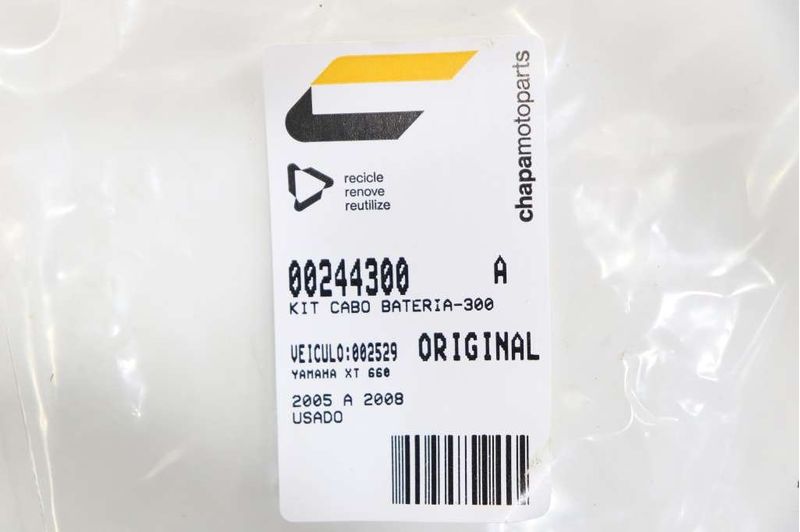 chapamotoparts
recicle
renove
reutilize
00244300 A
KIT CABO BATERIA-300
VEICULO:002529 ORIGINAL
YAMAHA XT 660
2005 A 2008
USADO